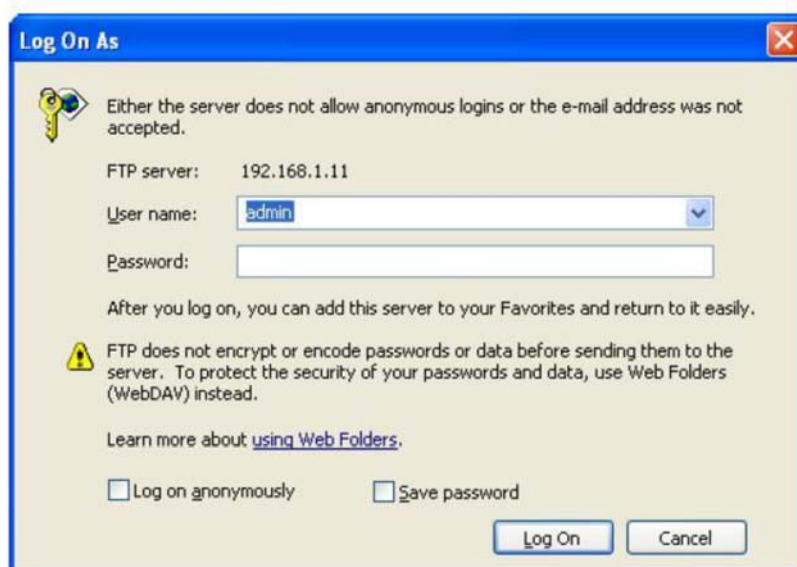 Log On As
Either the server does not allow anonymous logins or the e-mail address was not
accepted.
FTP server: 192.168.1.11
User name: admin
Password:
After you log on, you can add this server to your Favorites and return to it easily.
FTP does not encrypt or encode passwords or data before sending them to the
server. To protect the security of your passwords and data, use Web Folders
(WebDAV) instead.
Learn more about using Web Folders.
Log on anonymously Save password
Log On Cancel